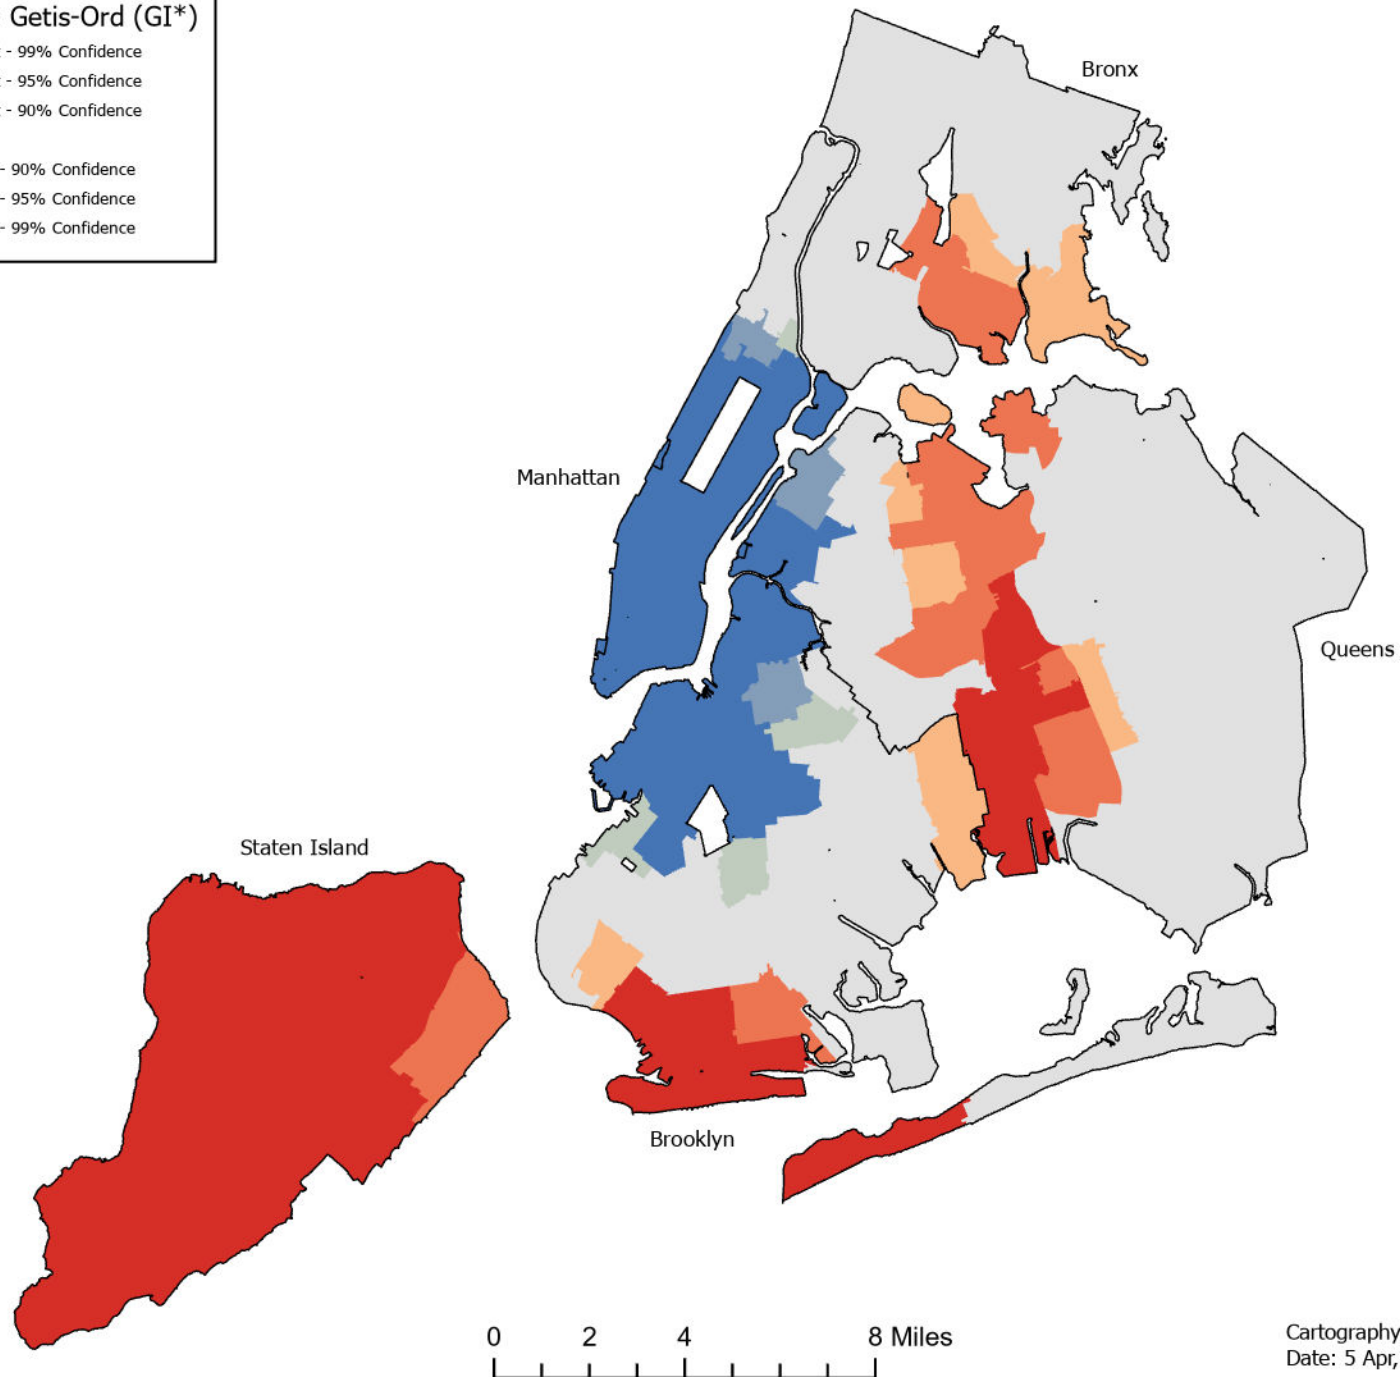 Getis-Ord (GI*)
- 99% Confidence
- 95% Confidence
- 90% Confidence
- 90% Confidence
- 95% Confidence
- 99% Confidence
Bronx
Manhattan
Queens
Staten Island
Brooklyn
0 2 4 8 Miles
Cartography
Date: 5 Apr,